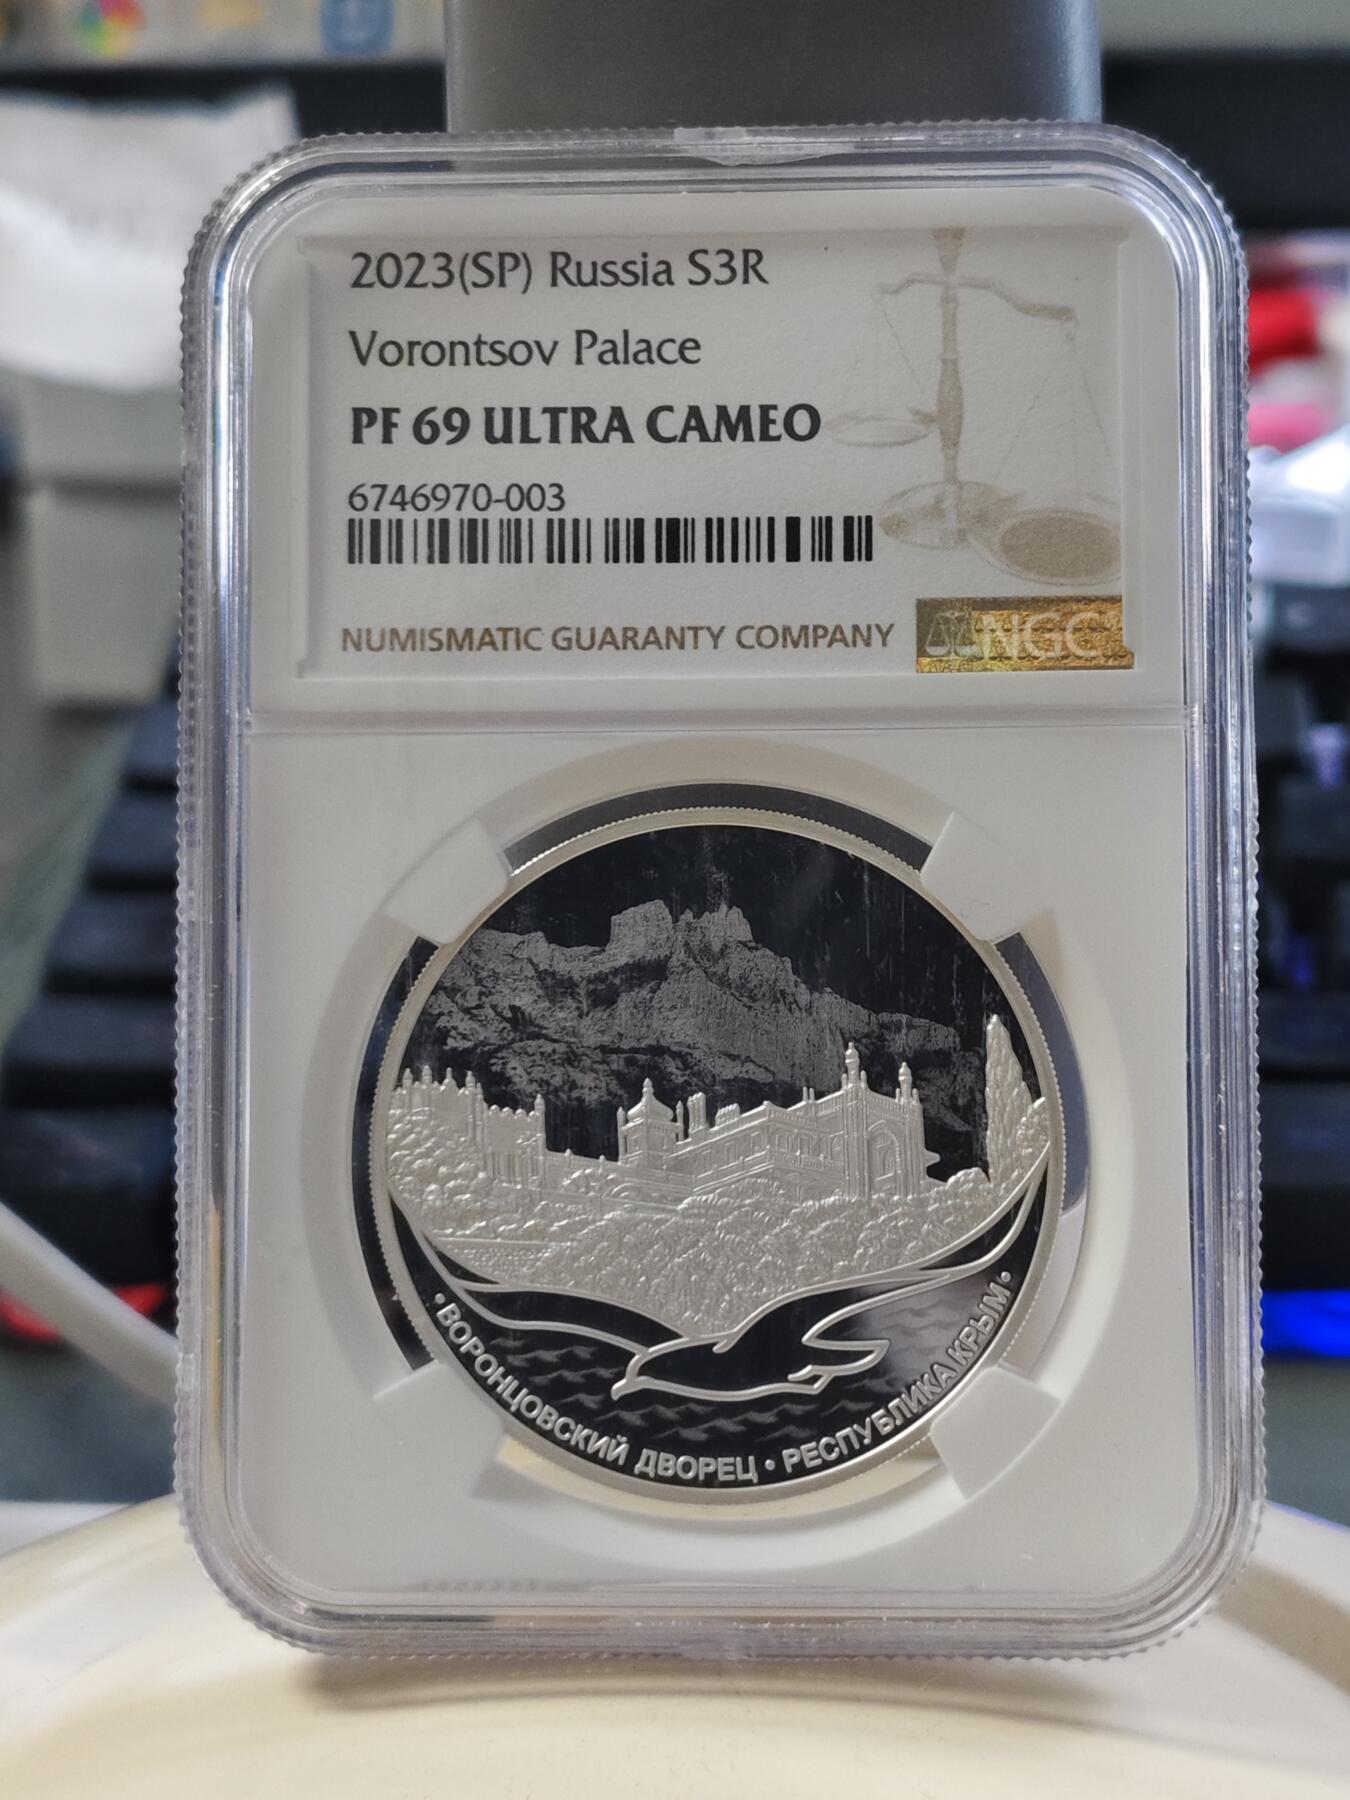 2023(SP) Russia S3R
Vorontsov Palace
PF 69 ULTRA CAMEO
6746970-003
NUMISMATIC GUARANTY COMPANY
NGC
• ВОРОНЦОВСКИЙ ДВОРЕЦ • РЕСПУБЛИКА КРЫМ •